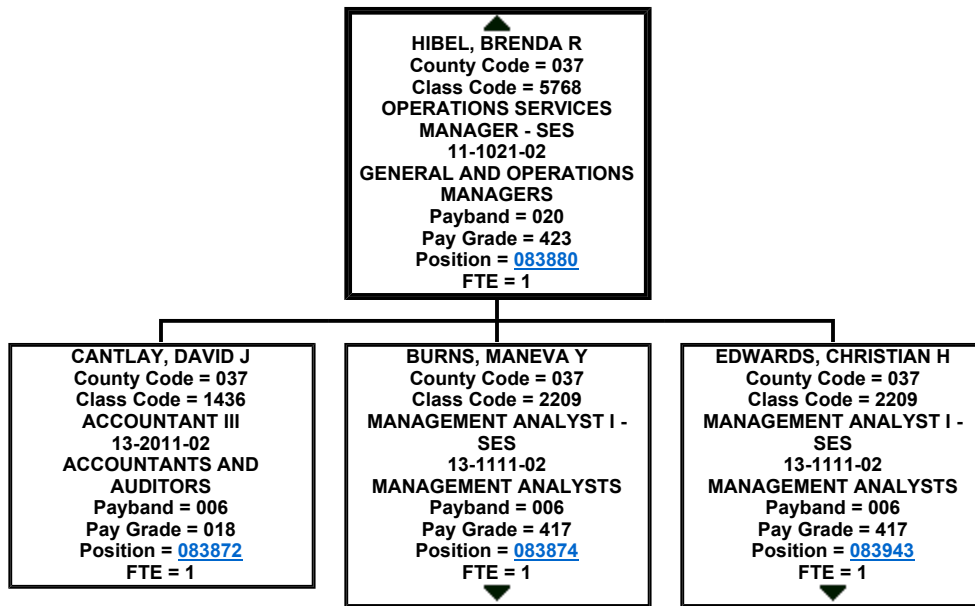 HIBEL, BRENDA R
County Code = 037
Class Code = 5768
OPERATIONS SERVICES
MANAGER - SES
11-1021-02
GENERAL AND OPERATIONS
MANAGERS
Payband = 020
Pay Grade = 423
Position = 083880
FTE = 1
CANTLAY, DAVID J
County Code = 037
Class Code = 1436
ACCOUNTANT III
13-2011-02
ACCOUNTANTS AND
AUDITORS
Payband = 006
Pay Grade = 018
Position = 083872
FTE = 1
BURNS, MANEVA Y
County Code = 037
Class Code = 2209
MANAGEMENT ANALYST I -
SES
13-1111-02
MANAGEMENT ANALYSTS
Payband = 006
Pay Grade = 417
Position = 083874
FTE = 1
EDWARDS, CHRISTIAN H
County Code = 037
Class Code = 2209
MANAGEMENT ANALYST I -
SES
13-1111-02
MANAGEMENT ANALYSTS
Payband = 006
Pay Grade = 417
Position = 083943
FTE = 1